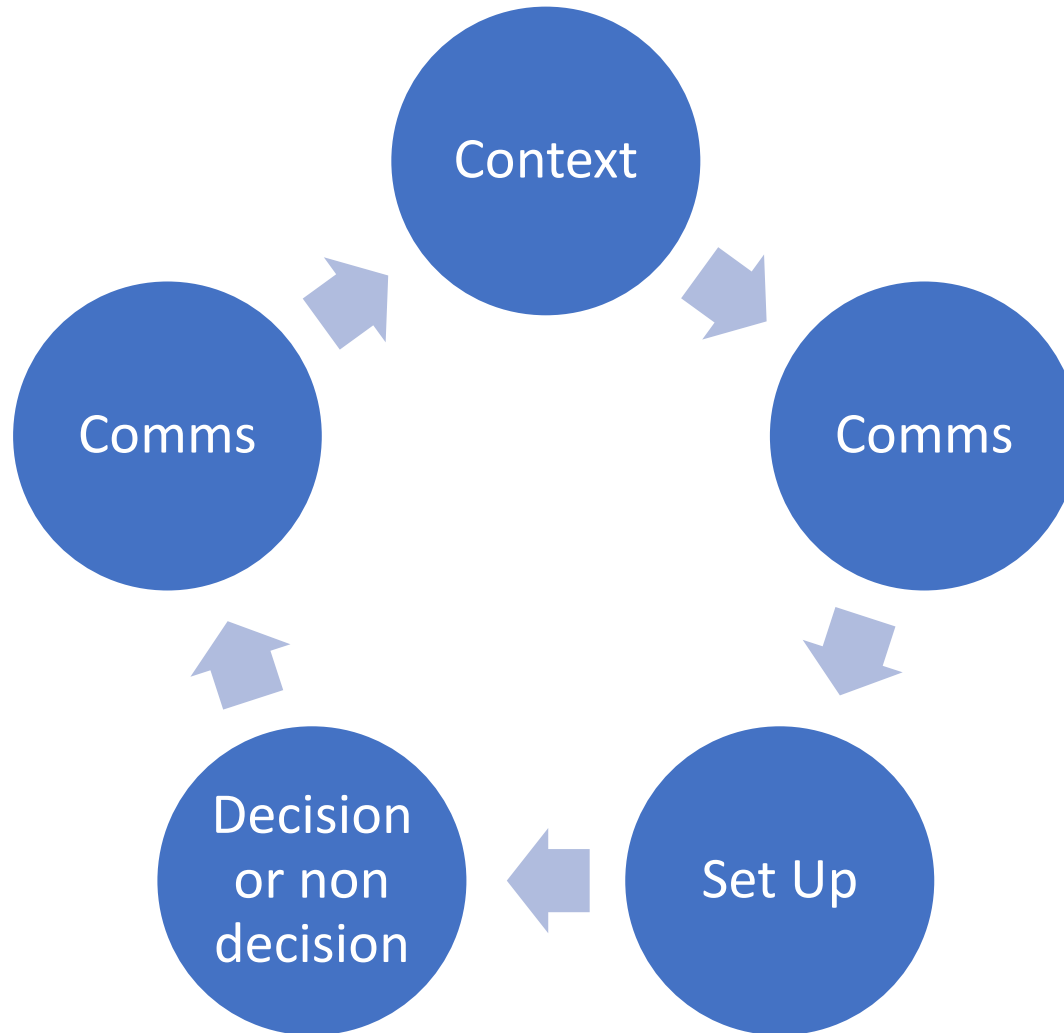 Context
Comms
Set Up
Decision
or non
decision
Comms